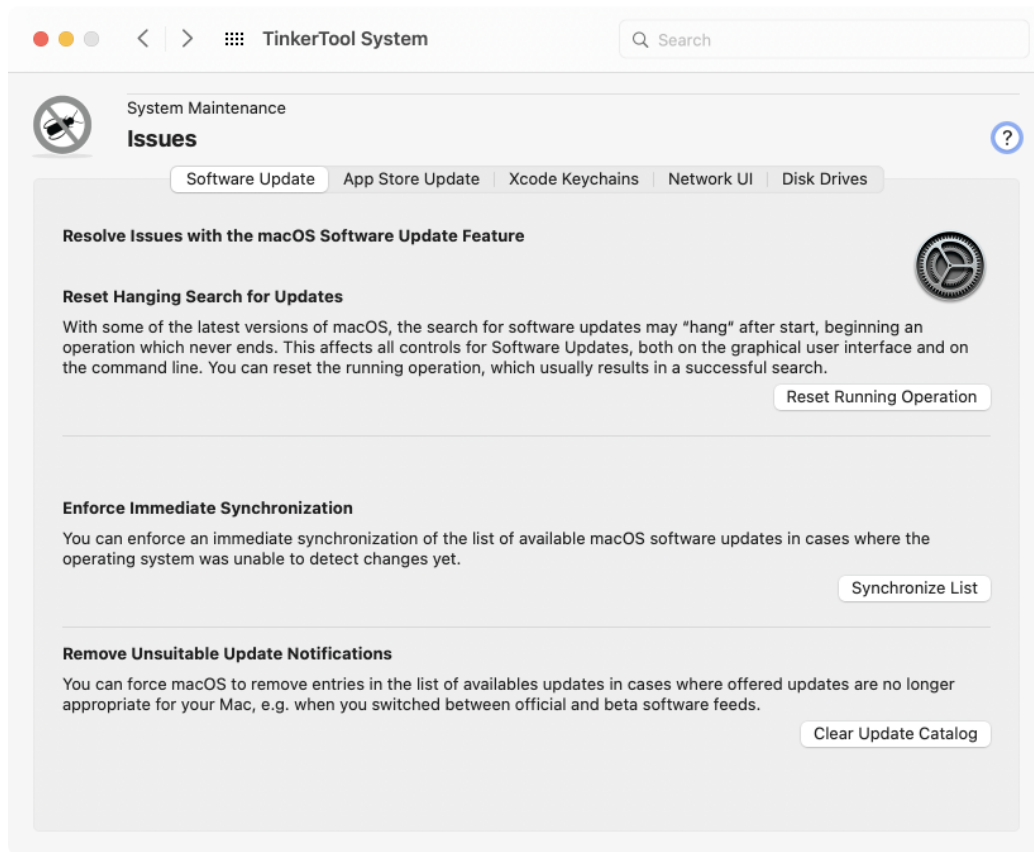 TinkerTool System
Search
System Maintenance
Issues
?
Software Update
App Store Update
Xcode Keychains
Network UI
Disk Drives
Resolve Issues with the macOS Software Update Feature
Reset Hanging Search for Updates
With some of the latest versions of macOS, the search for software updates may “hang” after start, beginning an
operation which never ends. This affects all controls for Software Updates, both on the graphical user interface and on
the command line. You can reset the running operation, which usually results in a successful search.
Reset Running Operation
Enforce Immediate Synchronization
You can enforce an immediate synchronization of the list of available macOS software updates in cases where the
operating system was unable to detect changes yet.
Synchronize List
Remove Unsuitable Update Notifications
You can force macOS to remove entries in the list of availables updates in cases where offered updates are no longer
appropriate for your Mac, e.g. when you switched between official and beta software feeds.
Clear Update Catalog